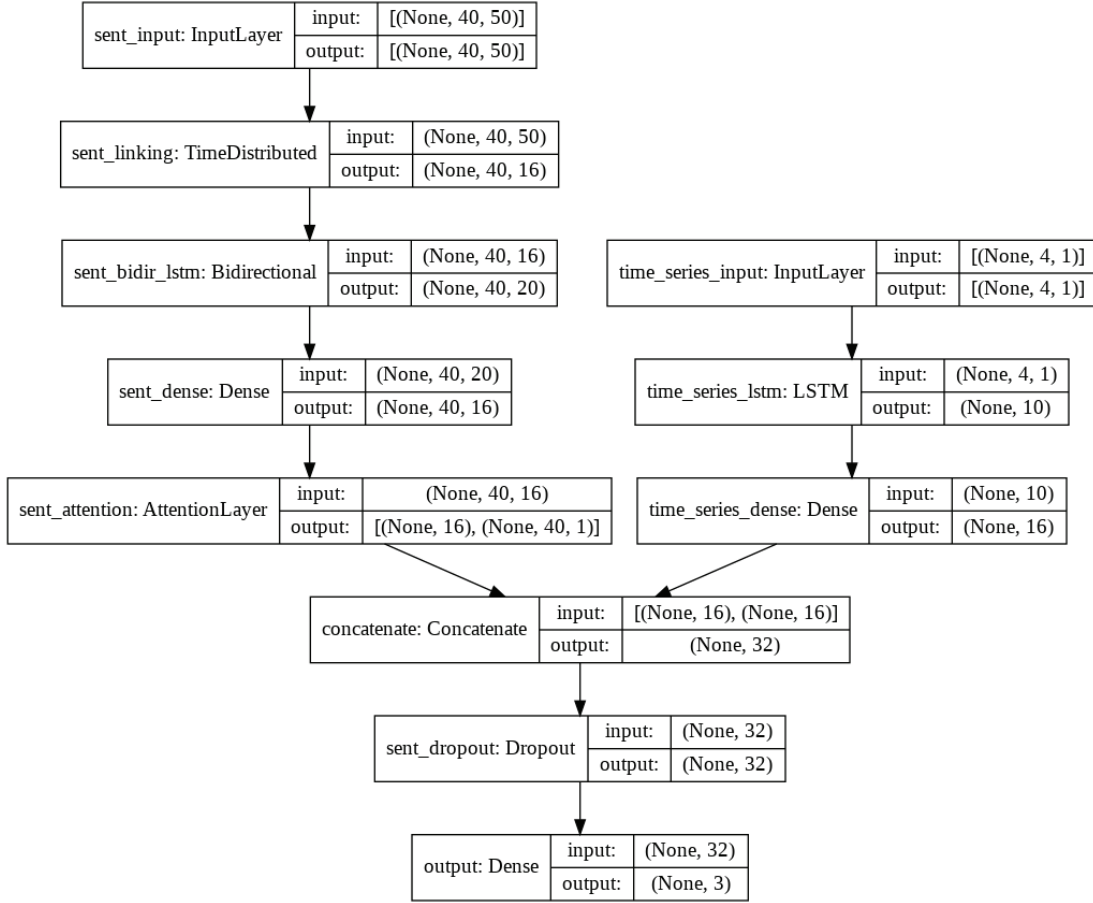 sent_input: InputLayer
input: [(None, 40, 50)]
output: [(None, 40, 50)]
sent_linking: TimeDistributed
input: (None, 40, 50)
output: (None, 40, 16)
sent_bidir_lstm: Bidirectional
input: (None, 40, 16)
output: (None, 40, 20)
time_series_input: InputLayer
input: [(None, 4, 1)]
output: [(None, 4, 1)]
sent_dense: Dense
input: (None, 40, 20)
output: (None, 40, 16)
time_series_lstm: LSTM
input: (None, 4, 1)
output: (None, 10)
sent_attention: AttentionLayer
input: (None, 40, 16)
output: [(None, 16), (None, 40, 1)]
time_series_dense: Dense
input: (None, 10)
output: (None, 16)
concatenate: Concatenate
input: [(None, 16), (None, 16)]
output: (None, 32)
sent_dropout: Dropout
input: (None, 32)
output: (None, 32)
output: Dense
input: (None, 32)
output: (None, 3)